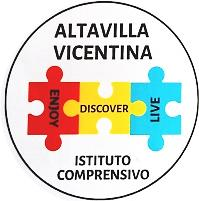 ALTAVILLA
VICENTINA
ENJOY
DISCOVER
LIVE
ISTITUTO
COMPRENSIVO